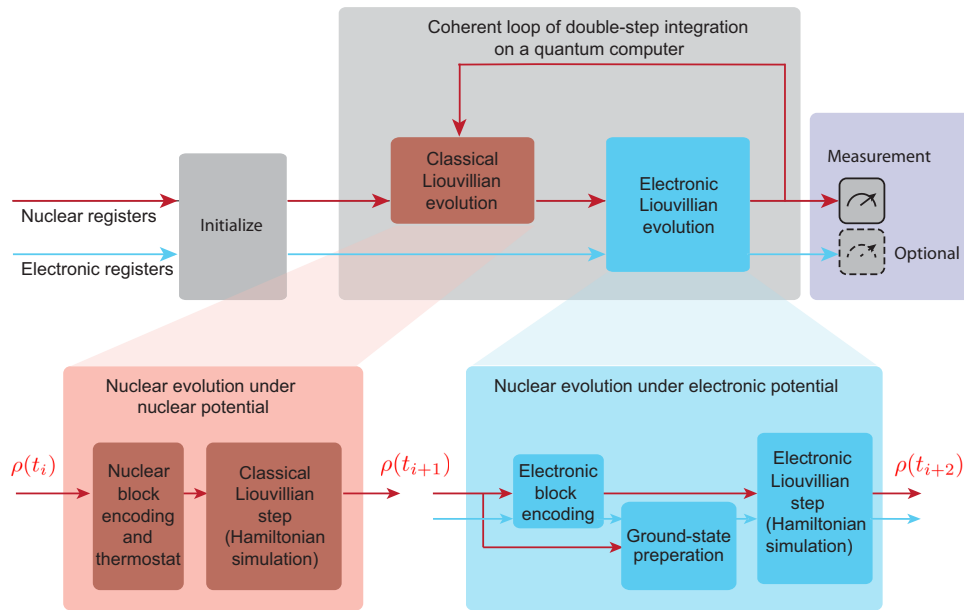 Coherent loop of double-step integration
on a quantum computer
Classical
Liouvillian
evolution
Electronic
Liouvillian
evolution
Measurement
Initialize
Nuclear registers
Electronic registers
Optional
Nuclear evolution under
nuclear potential
ρ(t_i)
Nuclear
block
encoding
and
thermostat
Classical
Liouvillian
step
(Hamiltonian
simulation)
ρ(t_{i+1})
Nuclear evolution under electronic potential
Electronic
block
encoding
Ground-state
preperation
Electronic
Liouvillian
step
(Hamiltonian
simulation)
ρ(t_{i+2})